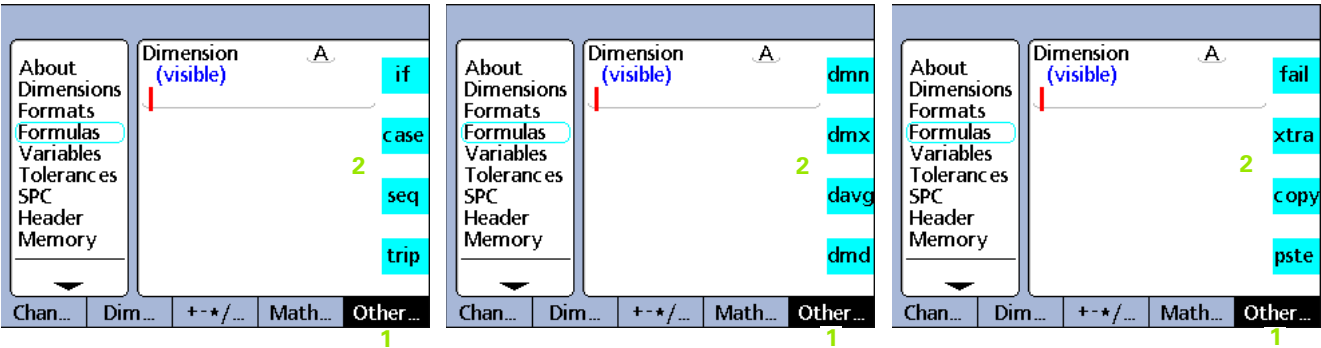 Dimension A
(visible)
About
Dimensions
Formats
Formulas
Variables
Tolerances
SPC
Header
Memory
if
case
2
seq
trip
Chan... Dim... +-*/... Math... Other...
1
Dimension A
(visible)
About
Dimensions
Formats
Formulas
Variables
Tolerances
SPC
Header
Memory
dmn
dmx
2
davg
dmd
Chan... Dim... +-*/... Math... Other...
1
Dimension A
(visible)
About
Dimensions
Formats
Formulas
Variables
Tolerances
SPC
Header
Memory
fail
xtra
2
copy
pste
Chan... Dim... +-*/... Math... Other...
1